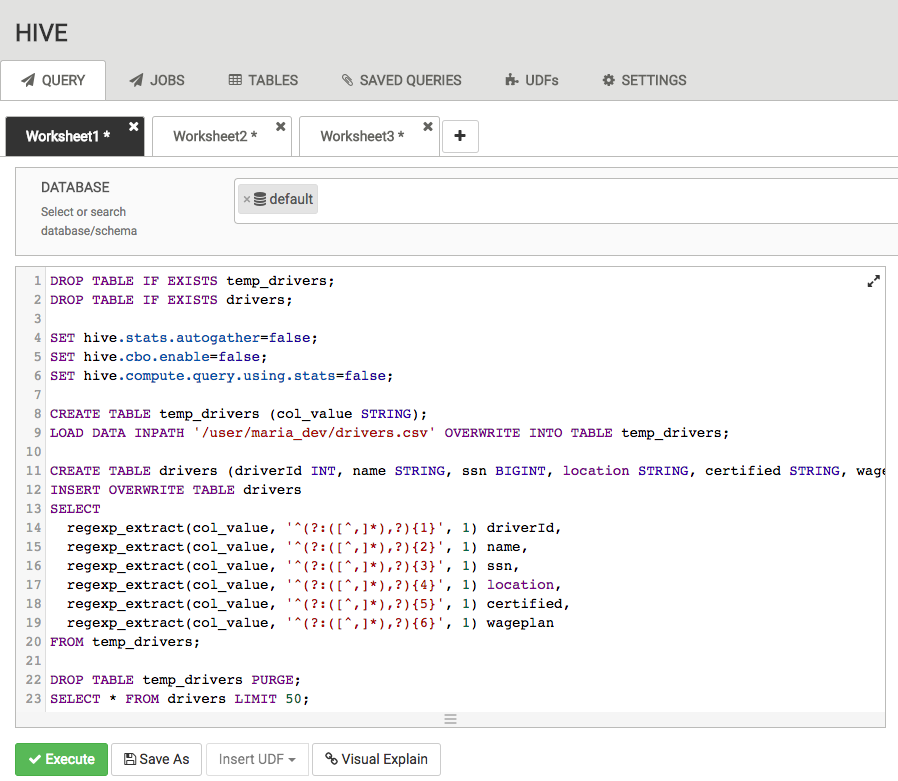 HIVE
QUERY JOBS TABLES SAVED QUERIES UDFs SETTINGS
Worksheet1 * × Worksheet2 * × Worksheet3 * × +
DATABASE
Select or search
database/schema
× default
1 DROP TABLE IF EXISTS temp_drivers;
2 DROP TABLE IF EXISTS drivers;
3
4 SET hive.stats.autogather=false;
5 SET hive.cbo.enable=false;
6 SET hive.compute.query.using.stats=false;
7
8 CREATE TABLE temp_drivers (col_value STRING);
9 LOAD DATA INPATH '/user/maria_dev/drivers.csv' OVERWRITE INTO TABLE temp_drivers;
10
11 CREATE TABLE drivers (driverId INT, name STRING, ssn BIGINT, location STRING, certified STRING, wage
12 INSERT OVERWRITE TABLE drivers
13 SELECT
14 regexp_extract(col_value, '^(?:([^,]*),?){1}', 1) driverId,
15 regexp_extract(col_value, '^(?:([^,]*),?){2}', 1) name,
16 regexp_extract(col_value, '^(?:([^,]*),?){3}', 1) ssn,
17 regexp_extract(col_value, '^(?:([^,]*),?){4}', 1) location,
18 regexp_extract(col_value, '^(?:([^,]*),?){5}', 1) certified,
19 regexp_extract(col_value, '^(?:([^,]*),?){6}', 1) wageplan
20 FROM temp_drivers;
21
22 DROP TABLE temp_drivers PURGE;
23 SELECT * FROM drivers LIMIT 50;
Execute Save As Insert UDF Visual Explain